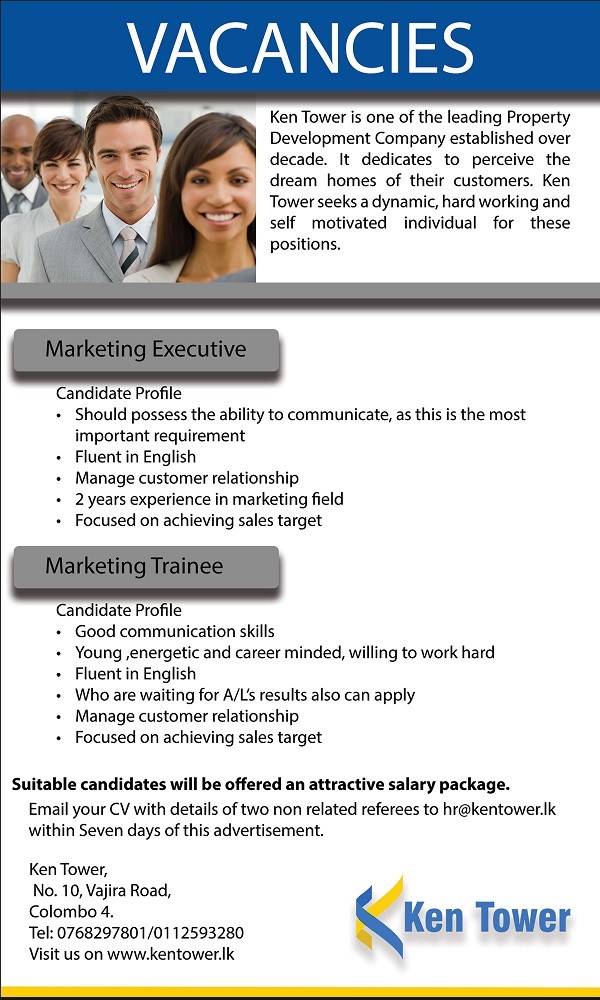 VACANCIES
Ken Tower is one of the leading Property
Development Company established over
decade. It dedicates to perceive the
dream homes of their customers. Ken
Tower seeks a dynamic, hard working and
self motivated individual for these
positions.
Marketing Executive
Candidate Profile
• Should possess the ability to communicate, as this is the most
important requirement
• Fluent in English
• Manage customer relationship
• 2 years experience in marketing field
• Focused on achieving sales target
Marketing Trainee
Candidate Profile
• Good communication skills
• Young ,energetic and career minded, willing to work hard
• Fluent in English
• Who are waiting for A/L's results also can apply
• Manage customer relationship
• Focused on achieving sales target
Suitable candidates will be offered an attractive salary package.
Email your CV with details of two non related referees to hr@kentower.lk
within Seven days of this advertisement.
Ken Tower,
No. 10, Vajira Road,
Colombo 4.
Tel: 0768297801/0112593280
Visit us on www.kentower.lk
Ken Tower